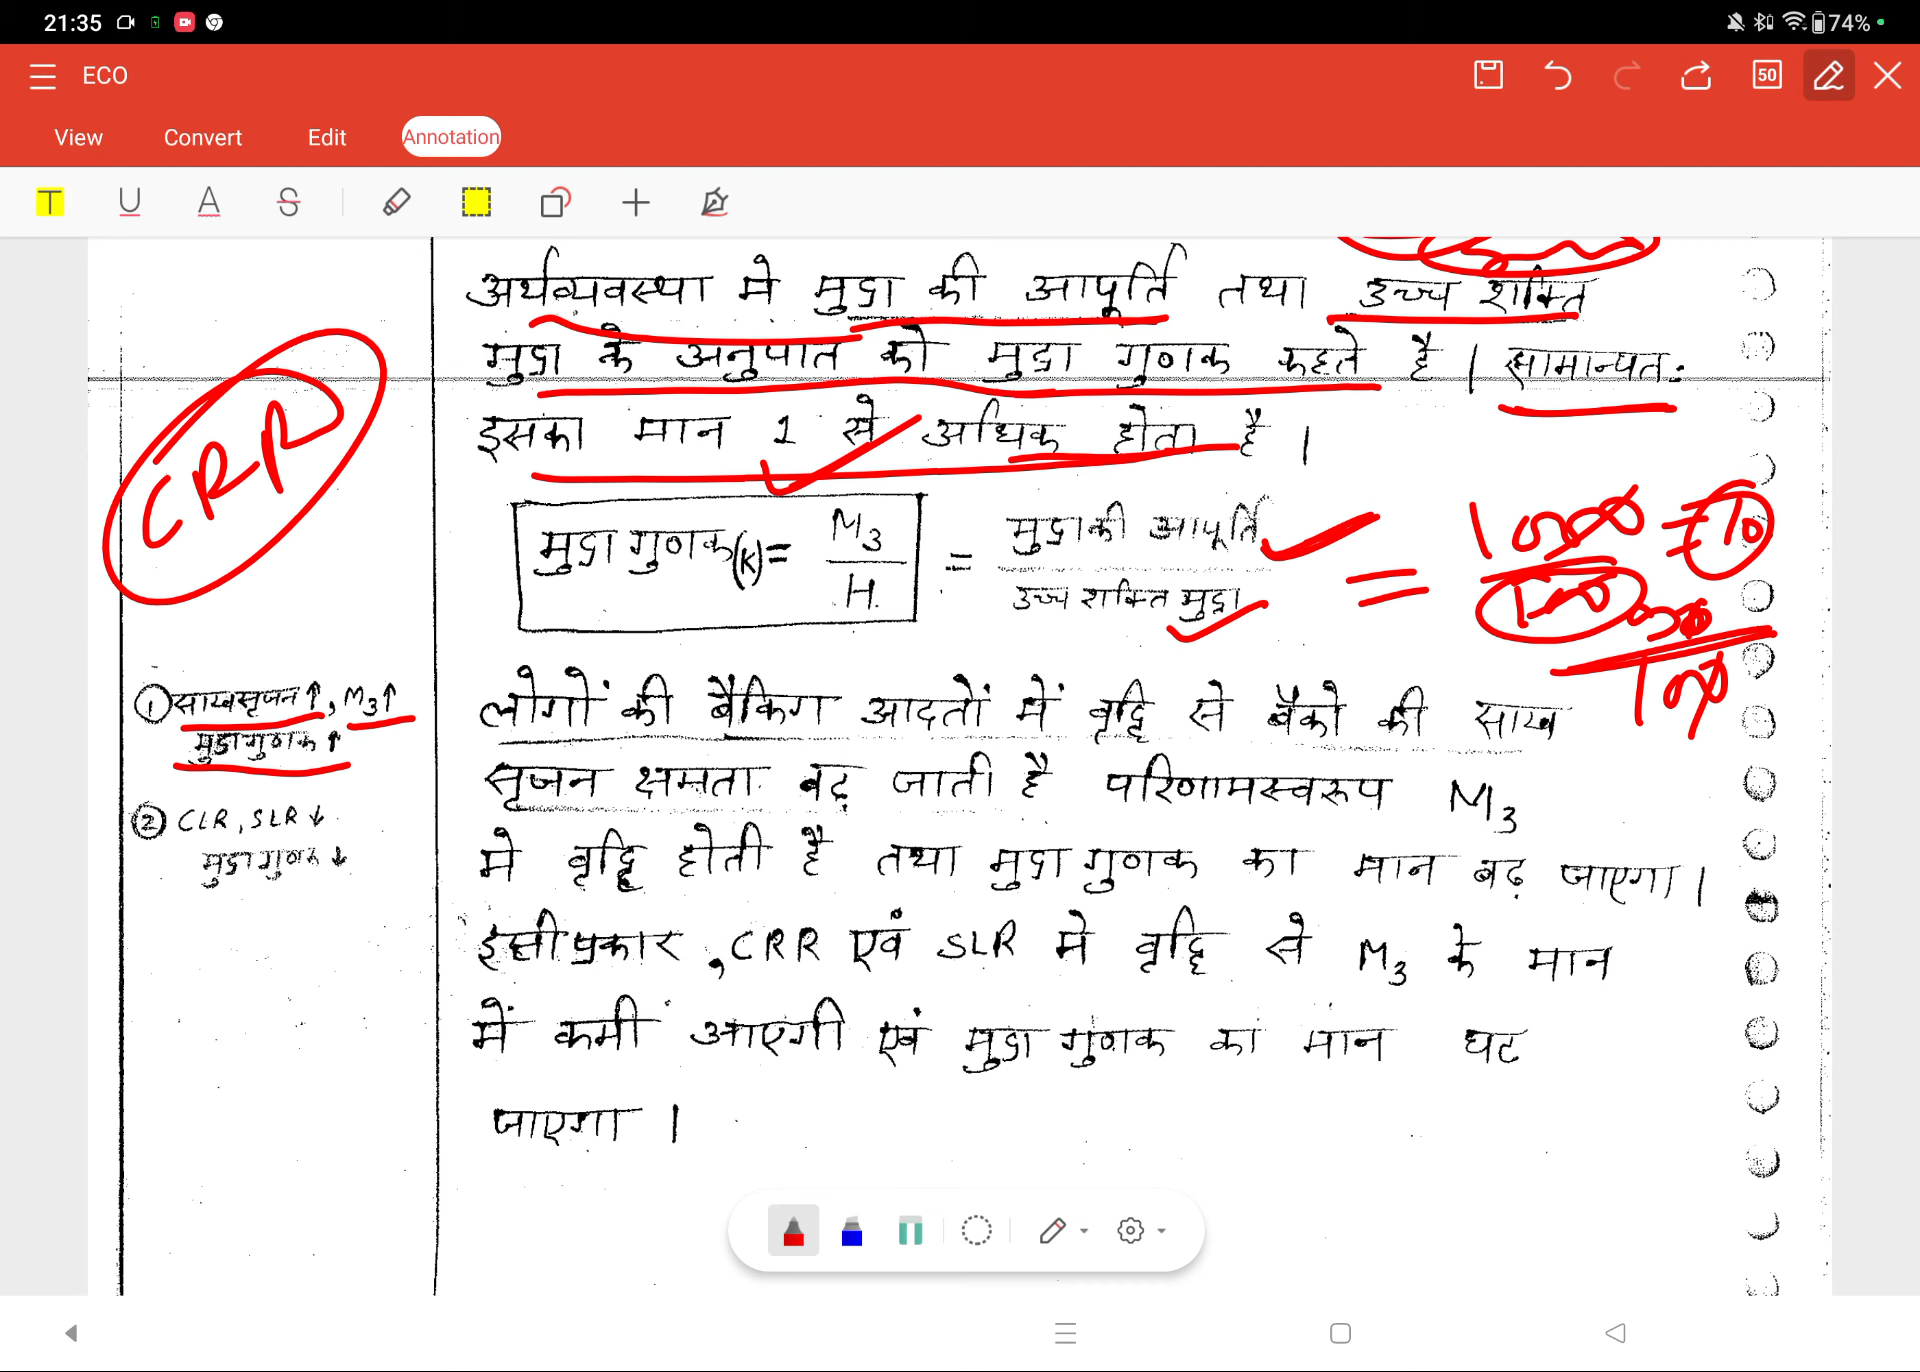 21:35
74%
ECO
50
View Convert Edit Annotation
अर्थव्यवस्था मे मुद्रा की आपूर्ति तथा उच्च शक्ति
मुद्रा के अनुपात को मुद्रा गुणक कहते है । सामान्यतः
इसका मान 1 से अधिक होता है ।
CRR
मुद्रा गुणक(K) = M3/H. = मुद्रा की आपूर्ति/उच्च शक्ति मुद्रा =
1000
= 10
100
① साखसृजन ↑, M3 ↑
मुद्रागुणक ↑
② CLR, SLR ↓
मुद्रागुणक ↓
लोगों की बैंकिंग आदतों में वृद्दि से बैंको की साख
सृजन क्षमता बढ़ जाती है परिणामस्वरूप M3
मे वृद्दि होती है तथा मुद्रा गुणक का मान बढ़ जाएगा ।
इसीप्रकार, CRR एवं SLR मे वृद्दि से M3 के मान
में कमी आएगी एवं मुद्रा गुणक का मान घट
जाएगा ।